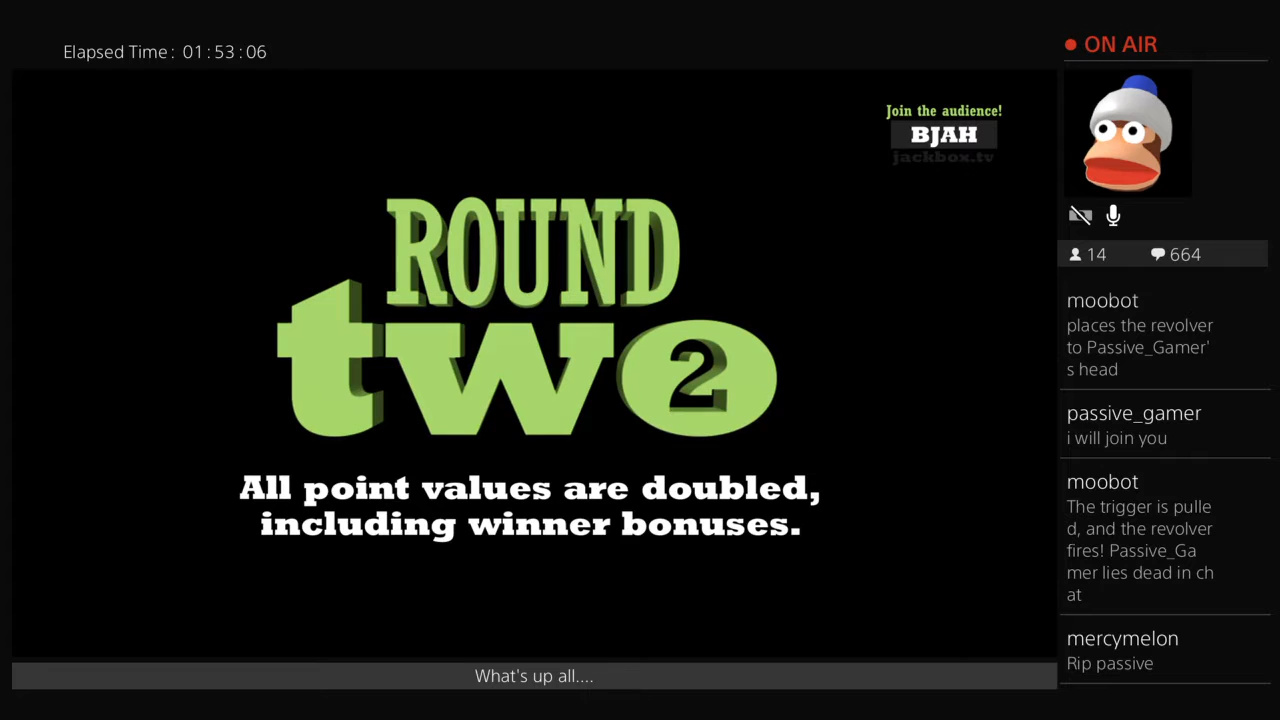 Elapsed Time: 01:53:06
Join the audience!
BJAH
jackbox.tv
ROUND
two
2
All point values are doubled,
including winner bonuses.
What's up all....
ON AIR
14 664
moobot
places the revolver
to Passive_Gamer'
s head
passive_gamer
i will join you
moobot
The trigger is pulle
d, and the revolver
fires! Passive_Ga
mer lies dead in ch
at
mercymelon
Rip passive